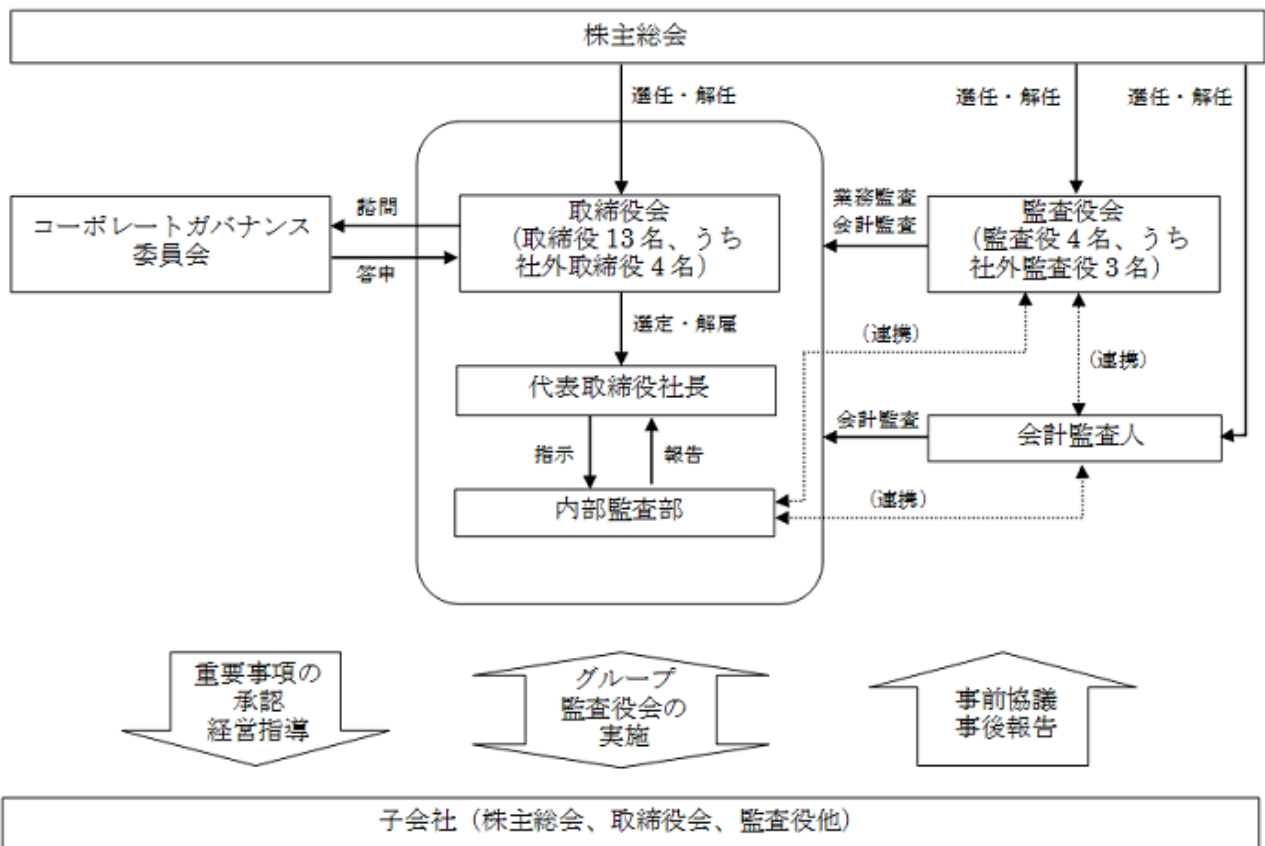 株主総会
選任・解任
選任・解任
選任・解任
コーポレートガバナンス
委員会
諮問
答申
取締役会
（取締役 13 名、うち
社外取締役 4 名）
業務監査
会計監査
監査役会
（監査役 4 名、うち
社外監査役 3 名）
選定・解雇
（連携）
（連携）
代表取締役社長
会計監査
会計監査人
指示
報告
内部監査部
（連携）
重要事項の
承認
経営指導
グループ
監査役会の
実施
事前協議
事後報告
子会社（株主総会、取締役会、監査役他）